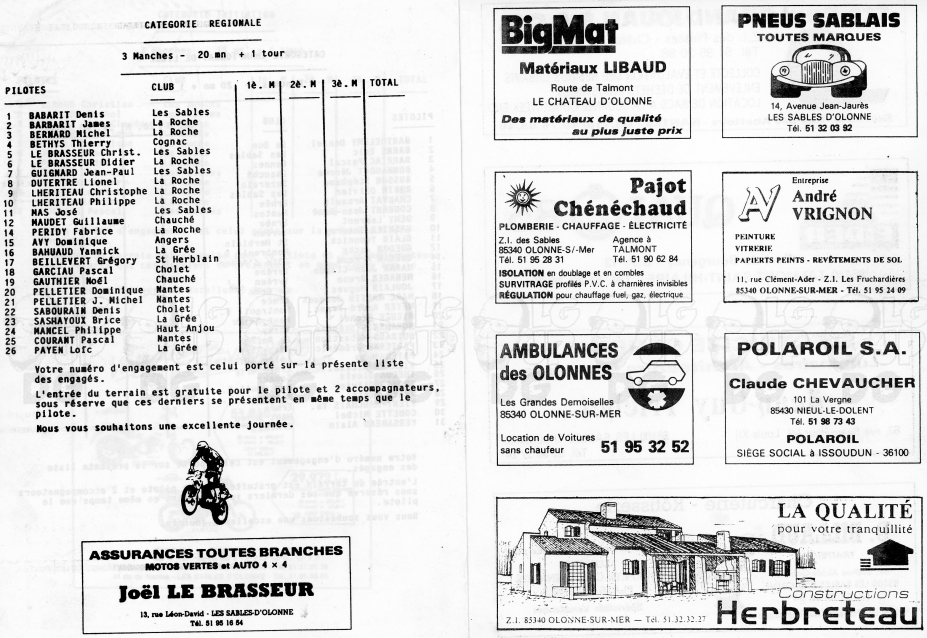 CATEGORIE REGIONALE
3 Manches - 20 mn + 1 tour
PILOTES CLUB 1è. M 2è. M 3è. M TOTAL
1 BABARIT Denis Les Sables
2 BARBARIT James La Roche
3 BERNARD Michel La Roche
4 BETHYS Thierry Cognac
5 LE BRASSEUR Christ. Les Sables
6 LE BRASSEUR Didier La Roche
7 GUIGNARD Jean-Paul Les Sables
8 DUTERTRE Lionel La Roche
9 LHERITEAU Christophe La Roche
10 LHERITEAU Philippe La Roche
11 MAS José Les Sables
12 MAUDET Guillaume Chauché
14 PERIDY Fabrice La Roche
15 AVY Dominique Angers
16 BAHUAUD Yannick La Grée
17 BEILLEVERT Grégory St Herblain
18 GARCIAU Pascal Cholet
19 GAUTHIER Noël Chauché
20 PELLETIER Dominique Nantes
21 PELLETIER J. Michel Nantes
22 SABOURAIN Denis Cholet
23 SASHAYOUX Brice La Grée
24 MANCEL Philippe Haut Anjou
25 COURANT Pascal Nantes
26 PAYEN Loïc La Grée
Votre numéro d'engagement est celui porté sur la présente liste
des engagés.
L'entrée du terrain est gratuite pour le pilote et 2 accompagnateurs,
sous réserve que ces derniers se présentent en même temps que le
pilote.
Nous vous souhaitons une excellente journée.
ASSURANCES TOUTES BRANCHES
MOTOS VERTES et AUTO 4 x 4
Joël LE BRASSEUR
13, rue Léon-David - LES SABLES-D'OLONNE
Tél. 51 95 16 54
BigMat
Matériaux LIBAUD
Route de Talmont
LE CHATEAU D'OLONNE
Des matériaux de qualité
au plus juste prix
PNEUS SABLAIS
TOUTES MARQUES
14, Avenue Jean-Jaurès
LES SABLES D'OLONNE
Tél. 51 32 03 92
Pajot
Chénéchaud
PLOMBERIE - CHAUFFAGE - ÉLECTRICITÉ
Z.I. des Sables Agence à
85340 OLONNE-S/-Mer TALMONT
Tél. 51 95 28 31 Tél. 51 90 62 84
ISOLATION en doublage et en combles
SURVITRAGE profilés P.V.C. à charnières invisibles
RÉGULATION pour chauffage fuel, gaz, électrique
Entreprise
AV André
VRIGNON
PEINTURE
VITRERIE
PAPIERS PEINTS - REVÊTEMENTS DE SOL
11, rue Clément-Ader - Z.I. Les Fruchardières
85340 OLONNE-SUR-MER - Tél. 51 95 24 09
AMBULANCES
des OLONNES
Les Grandes Demoiselles
85340 OLONNE-SUR-MER
Location de Voitures
sans chauffeur 51 95 32 52
POLAROIL S.A.
Claude CHEVAUCHER
101 La Vergne
85430 NIEUL-LE-DOLENT
Tél. 51 98 73 43
POLAROIL
SIÈGE SOCIAL à ISSOUDUN - 36100
LA QUALITÉ
pour votre tranquillité
Constructions
Herbreteau
Z.I. 85340 OLONNE-SUR-MER — Tél. 51.32.32.27